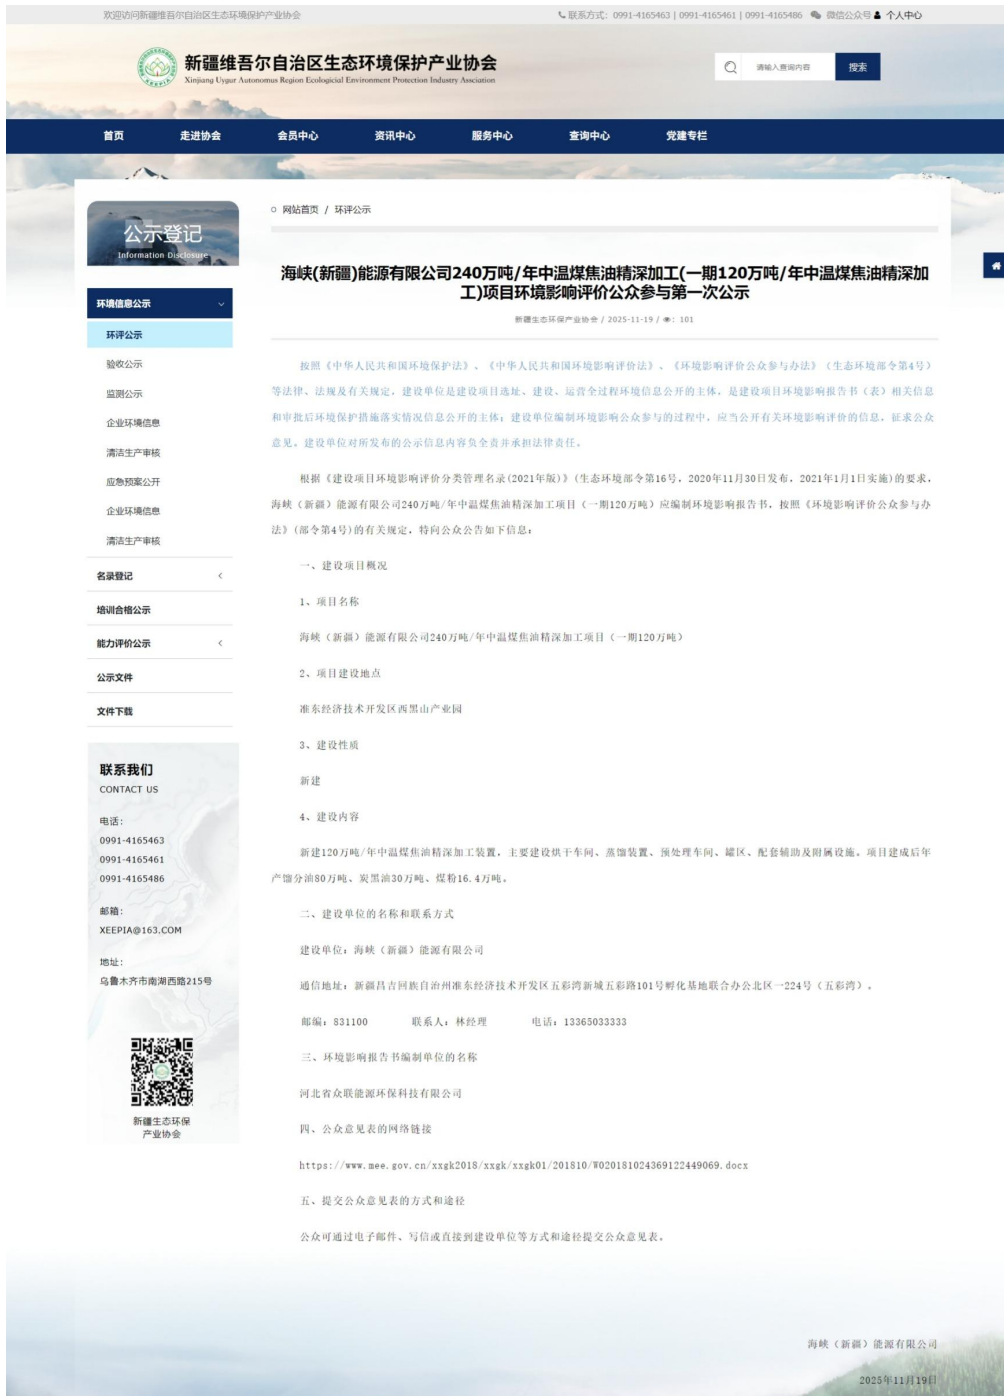 欢迎访问新疆维吾尔自治区生态环境保护产业协会
联系方式：0991-4165463 | 0991-4165461 | 0991-4165486 微信公众号 个人中心
新疆维吾尔自治区生态环境保护产业协会
Xinjiang Uygur Autonomus Region Ecologicial Environment Protection Industry Assciation
XEEPIA
请输入查询内容
搜索
首页 走进协会 会员中心 资讯中心 服务中心 查询中心 党建专栏
公示登记
Information Disclosure
环境信息公示
环评公示
验收公示
监测公示
企业环境信息
清洁生产审核
应急预案公开
企业环境信息
清洁生产审核
名录登记
培训合格公示
能力评价公示
公示文件
文件下载
联系我们
CONTACT US
电话：
0991-4165463
0991-4165461
0991-4165486
邮箱：
XEEPIA@163.COM
地址：
乌鲁木齐市南湖西路215号
新疆生态环保
产业协会
网站首页 / 环评公示
海峡(新疆)能源有限公司240万吨/年中温煤焦油精深加工(一期120万吨/年中温煤焦油精深加
工)项目环境影响评价公众参与第一次公示
新疆生态环保产业协会 / 2025-11-19 / : 101
按照《中华人民共和国环境保护法》、《中华人民共和国环境影响评价法》、《环境影响评价公众参与办法》（生态环境部令第4号）
等法律、法规及有关规定，建设单位是建设项目选址、建设、运营全过程环境信息公开的主体，是建设项目环境影响报告书（表）相关信息
和审批后环境保护措施落实情况信息公开的主体；建设单位编制环境影响公众参与的过程中，应当公开有关环境影响评价的信息，征求公众
意见。建设单位对所发布的公示信息内容负全责并承担法律责任。
根据《建设项目环境影响评价分类管理名录(2021年版)》(生态环境部令第16号，2020年11月30日发布，2021年1月1日实施)的要求，
海峡（新疆）能源有限公司240万吨/年中温煤焦油精深加工项目（一期120万吨）应编制环境影响报告书，按照《环境影响评价公众参与办
法》(部令第4号)的有关规定，特向公众公告如下信息：
一、建设项目概况
1、项目名称
海峡（新疆）能源有限公司240万吨/年中温煤焦油精深加工项目（一期120万吨）
2、项目建设地点
准东经济技术开发区西黑山产业园
3、建设性质
新建
4、建设内容
新建120万吨/年中温煤焦油精深加工装置，主要建设烘干车间、蒸馏装置、预处理车间、罐区、配套辅助及附属设施。项目建成后年
产馏分油80万吨、炭黑油30万吨、煤粉16.4万吨。
二、建设单位的名称和联系方式
建设单位：海峡（新疆）能源有限公司
通信地址：新疆昌吉回族自治州准东经济技术开发区五彩湾新城五彩路101号孵化基地联合办公北区一224号（五彩湾）。
邮编：831100 联系人：林经理 电话：13365033333
三、环境影响报告书编制单位的名称
河北省众联能源环保科技有限公司
四、公众意见表的网络链接
https://www.mee.gov.cn/xxgk2018/xxgk/xxgk01/201810/W020181024369122449069.docx
五、提交公众意见表的方式和途径
公众可通过电子邮件、写信或直接到建设单位等方式和途径提交公众意见表。
海峡（新疆）能源有限公司
2025年11月19日